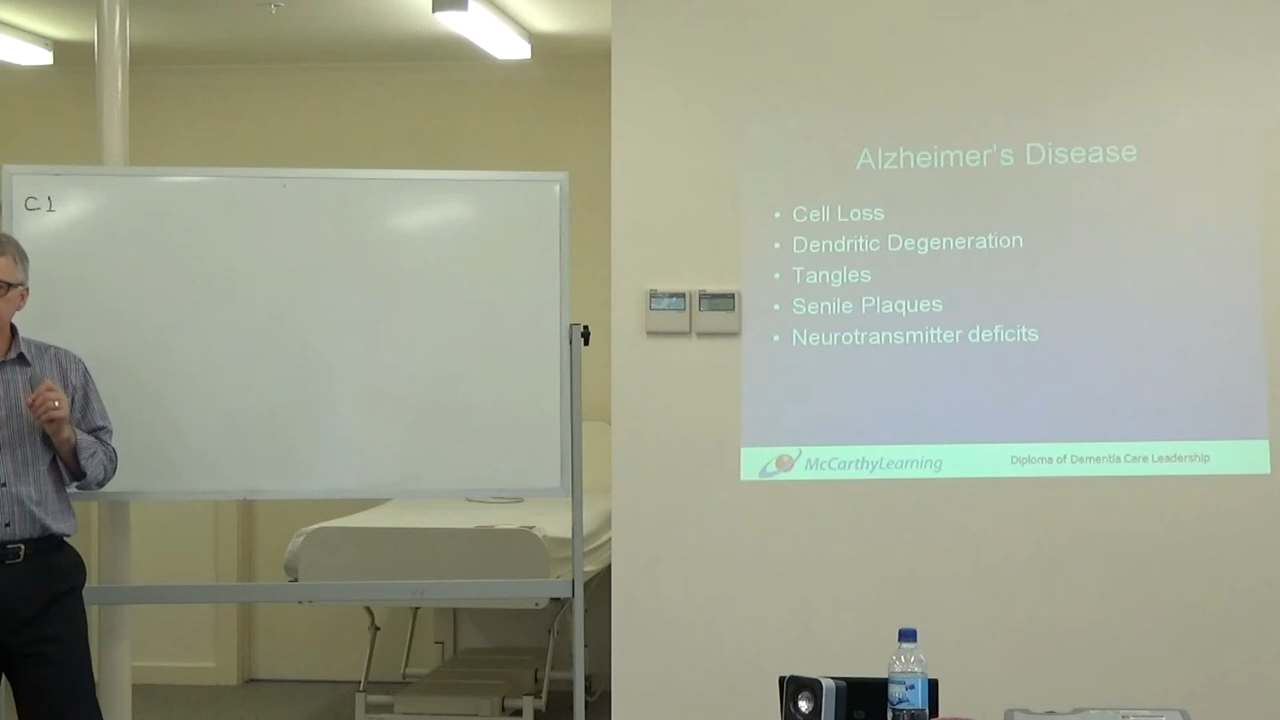 C1
Alzheimer's Disease
• Cell Loss
• Dendritic Degeneration
• Tangles
• Senile Plaques
• Neurotransmitter deficits
McCarthyLearning
Diploma of Dementia Care Leadership